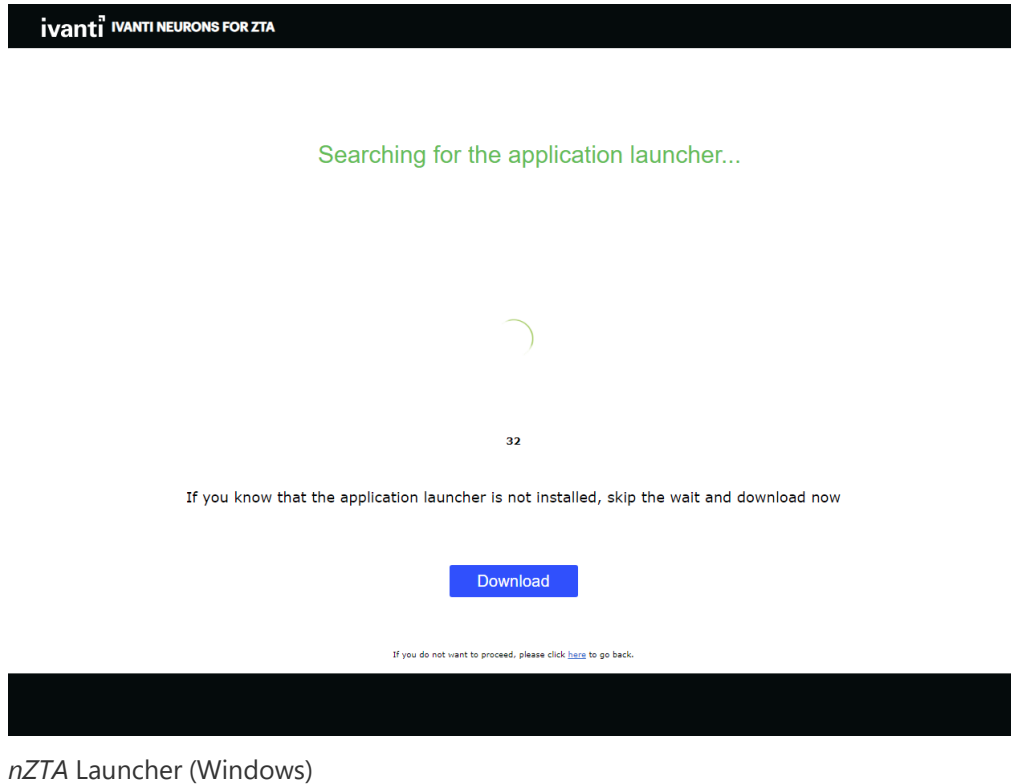 ivanti IVANTI NEURONS FOR ZTA
Searching for the application launcher...
32
If you know that the application launcher is not installed, skip the wait and download now
Download
If you do not want to proceed, please click here to go back.
nZTA Launcher (Windows)